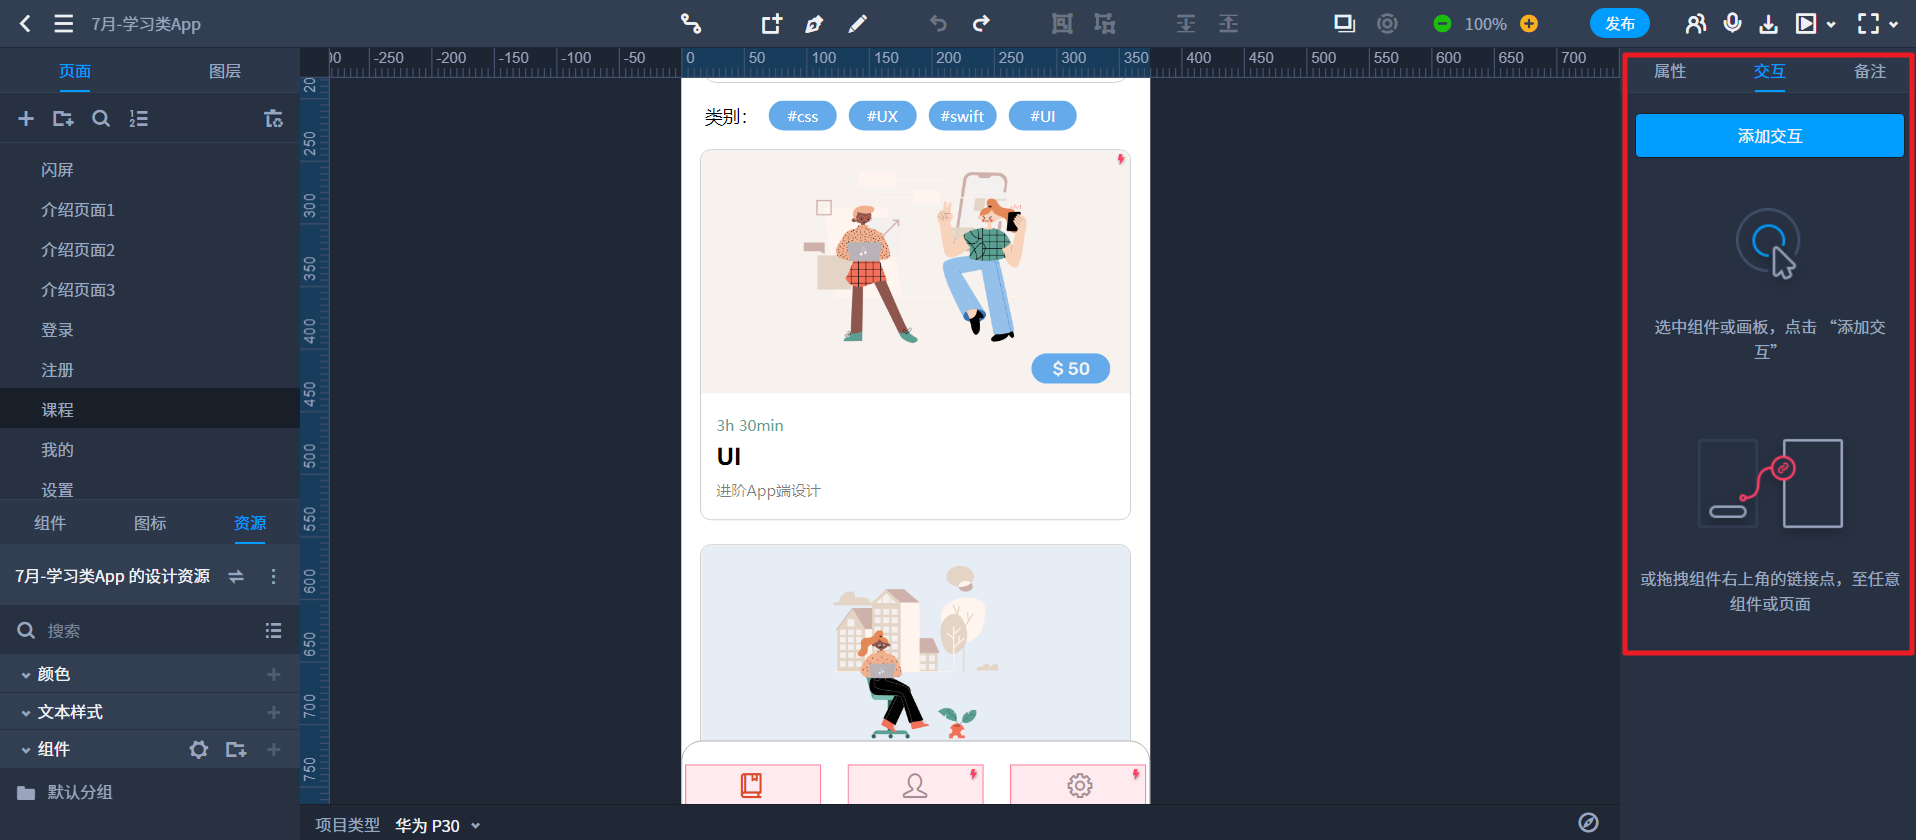 7月-学习类App
100%
发布
页面
图层
闪屏
介绍页面1
介绍页面2
介绍页面3
登录
注册
课程
我的
设置
组件
图标
资源
7月-学习类App 的设计资源
搜索
颜色
文本样式
组件
默认分组
00 -250 -200 -150 -100 -50 0 50 100 150 200 250 300 350 400 450 500 550 600 650 700
20
250
300
350
400
450
500
550
600
650
700
750
类别：
#css
#UX
#swift
#UI
$ 50
3h 30min
UI
进阶App端设计
项目类型 华为 P30
属性
交互
备注
添加交互
选中组件或画板，点击 “添加交
互”
或拖拽组件右上角的链接点，至任意
组件或页面